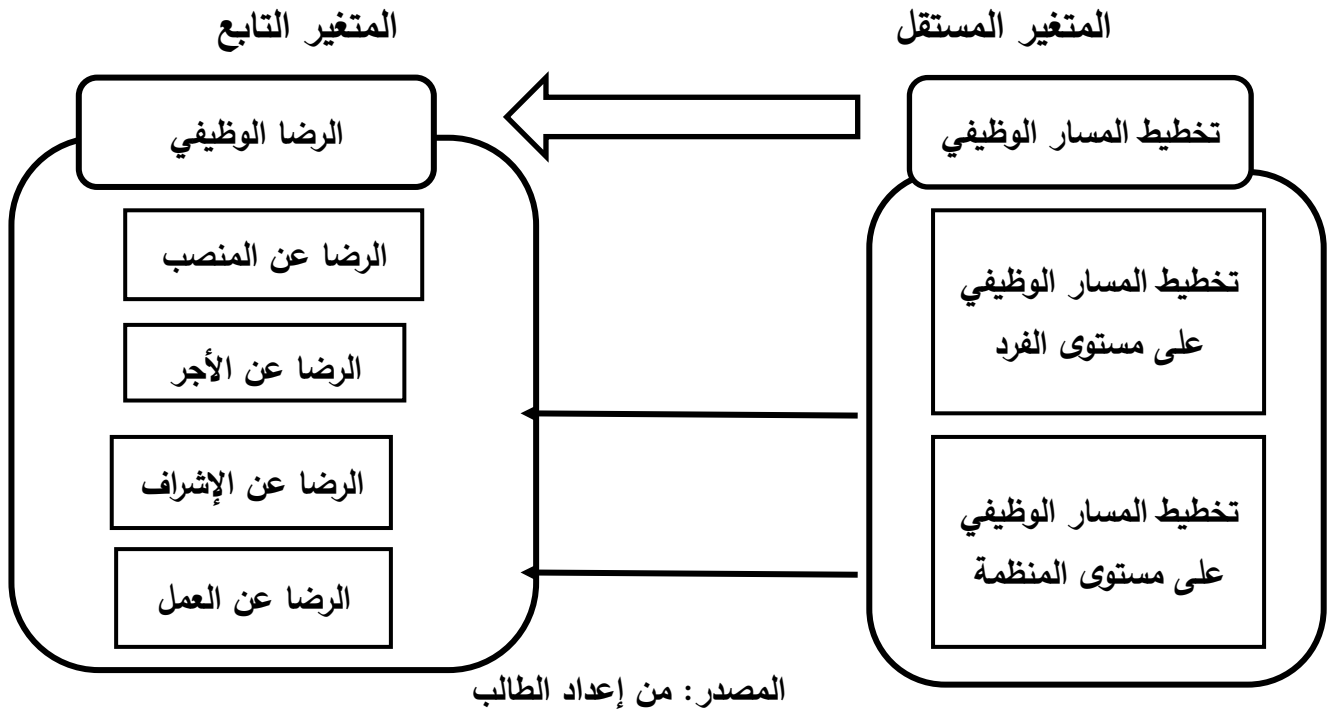 المتغير المستقل
المتغير التابع
تخطيط المسار الوظيفي
الرضا الوظيفي
تخطيط المسار الوظيفي
على مستوى الفرد
تخطيط المسار الوظيفي
على مستوى المنظمة
الرضا عن المنصب
الرضا عن الأجر
الرضا عن الإشراف
الرضا عن العمل
المصدر: من إعداد الطالب